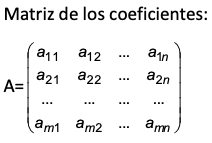 Matriz de los coeficientes:
a11 a12 ... a1n
a21 a22 ... a2n
A=
... ... ... ...
am1 am2 ... amn